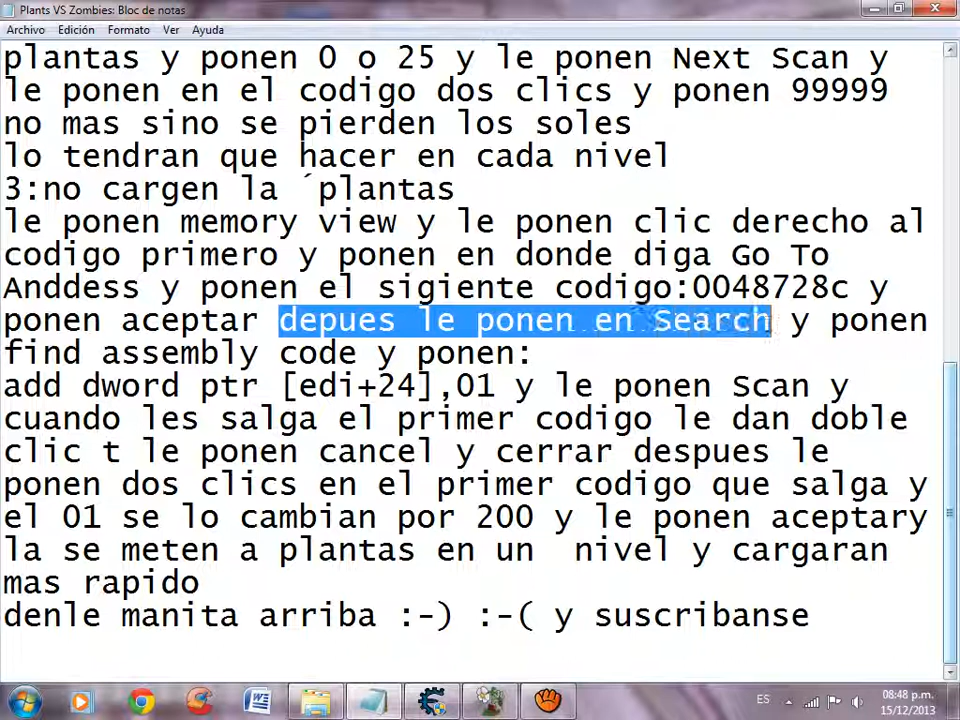 Plants VS Zombies: Bloc de notas
Archivo Edición Formato Ver Ayuda
plantas y ponen 0 o 25 y le ponen Next Scan y
le ponen en el codigo dos clics y ponen 99999
no mas sino se pierden los soles
lo tendran que hacer en cada nivel
3:no cargen la ´plantas
le ponen memory view y le ponen clic derecho al
codigo primero y ponen en donde diga Go To
Anddess y ponen el sigiente codigo:0048728c y
ponen aceptar depues le ponen en Search y ponen
find assembly code y ponen:
add dword ptr [edi+24],01 y le ponen Scan y
cuando les salga el primer codigo le dan doble
clic t le ponen cancel y cerrar despues le
ponen dos clics en el primer codigo que salga y
el 01 se lo cambian por 200 y le ponen aceptary
la se meten a plantas en un  nivel y cargaran
mas rapido
denle manita arriba :-) :-( y suscribanse
ES 08:48 p.m.
15/12/2013